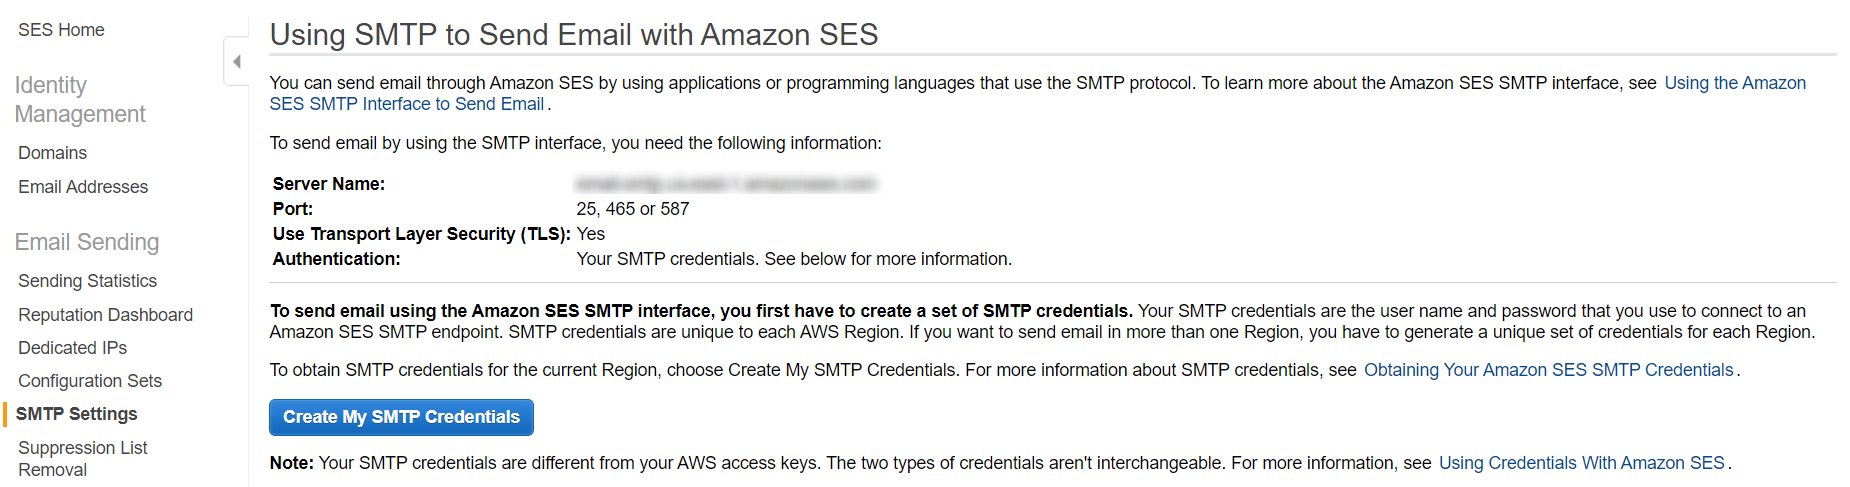 SES Home
Identity
Management
Domains
Email Addresses
Email Sending
Sending Statistics
Reputation Dashboard
Dedicated IPs
Configuration Sets
SMTP Settings
Suppression List
Removal
Using SMTP to Send Email with Amazon SES
You can send email through Amazon SES by using applications or programming languages that use the SMTP protocol. To learn more about the Amazon SES SMTP interface, see Using the Amazon
SES SMTP Interface to Send Email.
To send email by using the SMTP interface, you need the following information:
Server Name:
Port: 25, 465 or 587
Use Transport Layer Security (TLS): Yes
Authentication: Your SMTP credentials. See below for more information.
To send email using the Amazon SES SMTP interface, you first have to create a set of SMTP credentials. Your SMTP credentials are the user name and password that you use to connect to an
Amazon SES SMTP endpoint. SMTP credentials are unique to each AWS Region. If you want to send email in more than one Region, you have to generate a unique set of credentials for each Region.
To obtain SMTP credentials for the current Region, choose Create My SMTP Credentials. For more information about SMTP credentials, see Obtaining Your Amazon SES SMTP Credentials.
Create My SMTP Credentials
Note: Your SMTP credentials are different from your AWS access keys. The two types of credentials aren't interchangeable. For more information, see Using Credentials With Amazon SES.